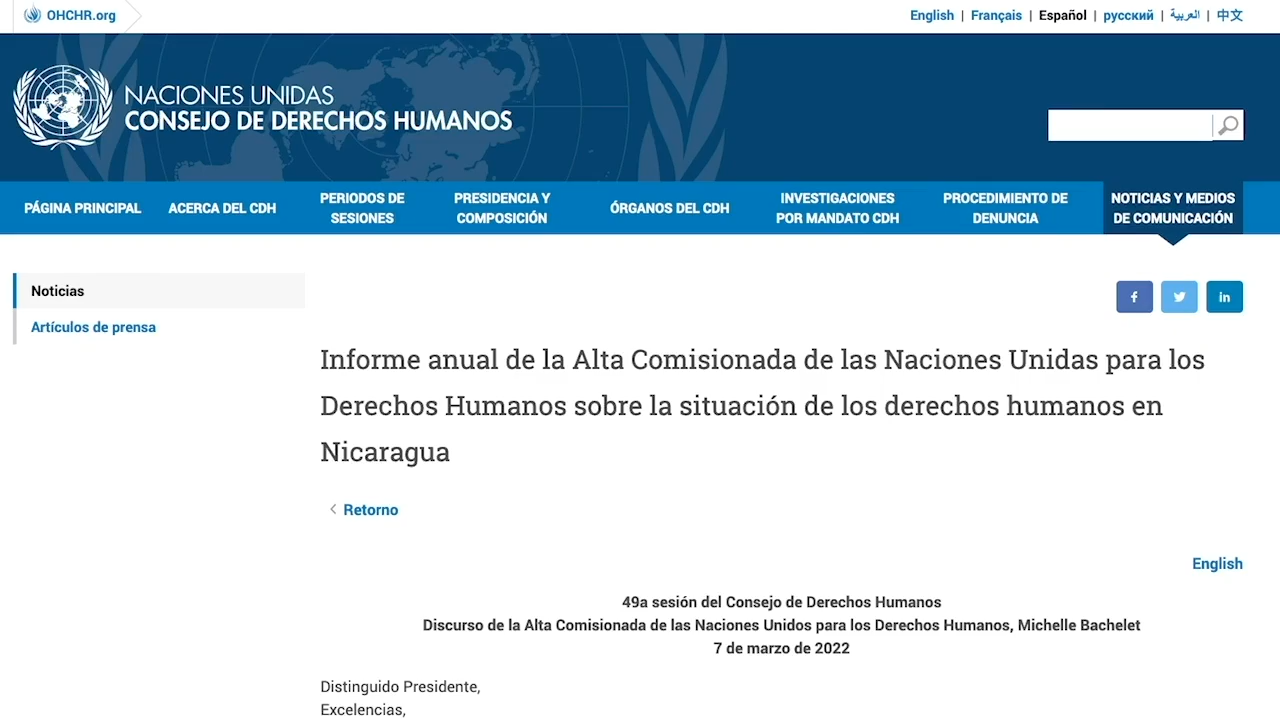 OHCHR.org
English | Français | Español | русский | العربية | 中文
NACIONES UNIDAS
CONSEJO DE DERECHOS HUMANOS
PÁGINA PRINCIPAL
ACERCA DEL CDH
PERIODOS DE
SESIONES
PRESIDENCIA Y
COMPOSICIÓN
ÓRGANOS DEL CDH
INVESTIGACIONES
POR MANDATO CDH
PROCEDIMIENTO DE
DENUNCIA
NOTICIAS Y MEDIOS
DE COMUNICACIÓN
Noticias
Artículos de prensa
f
in
Informe anual de la Alta Comisionada de las Naciones Unidas para los
Derechos Humanos sobre la situación de los derechos humanos en
Nicaragua
Retorno
English
49a sesión del Consejo de Derechos Humanos
Discurso de la Alta Comisionada de las Naciones Unidos para los Derechos Humanos, Michelle Bachelet
7 de marzo de 2022
Distinguido Presidente,
Excelencias,